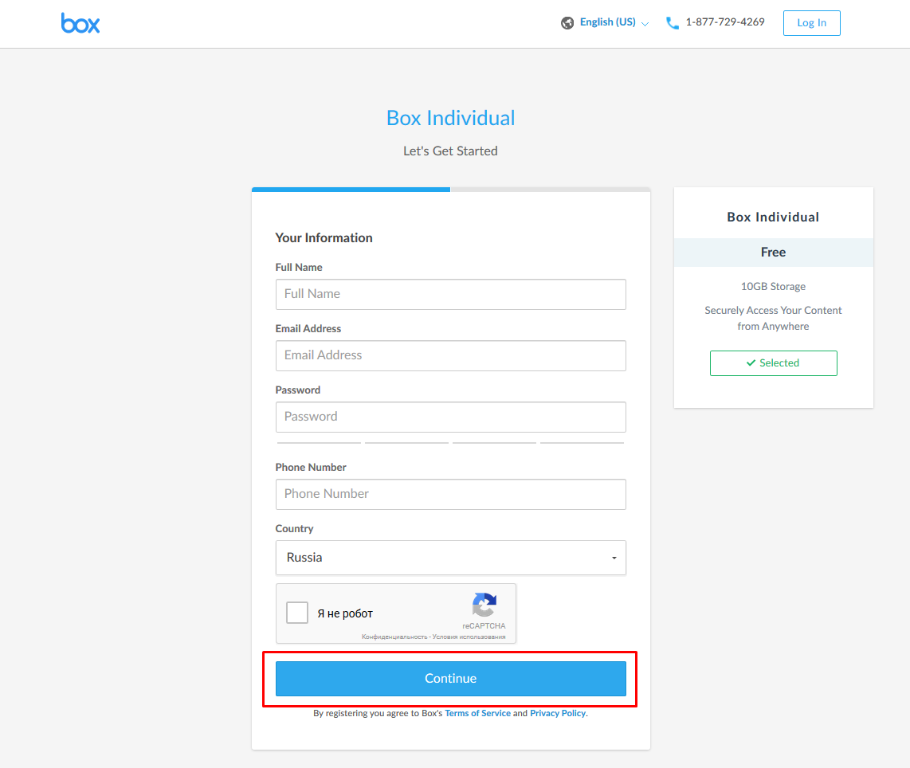 box
English (US)
1-877-729-4269
Log In
Box Individual
Let's Get Started
Your Information
Full Name
Full Name
Email Address
Email Address
Password
Password
Phone Number
Phone Number
Country
Russia
Я не робот
reCAPTCHA
Конфиденциальность - Условия использования
Continue
By registering you agree to Box's Terms of Service and Privacy Policy.
Box Individual
Free
10GB Storage
Securely Access Your Content
from Anywhere
Selected